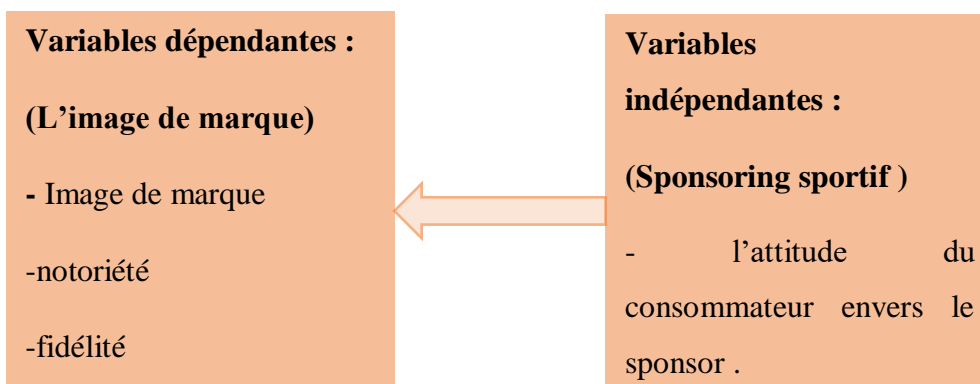 Variables dépendantes :
(L’image de marque)
- Image de marque
-notoriété
-fidélité
Variables
indépendantes :
(Sponsoring sportif )
- l’attitude du
consommateur envers le
sponsor .